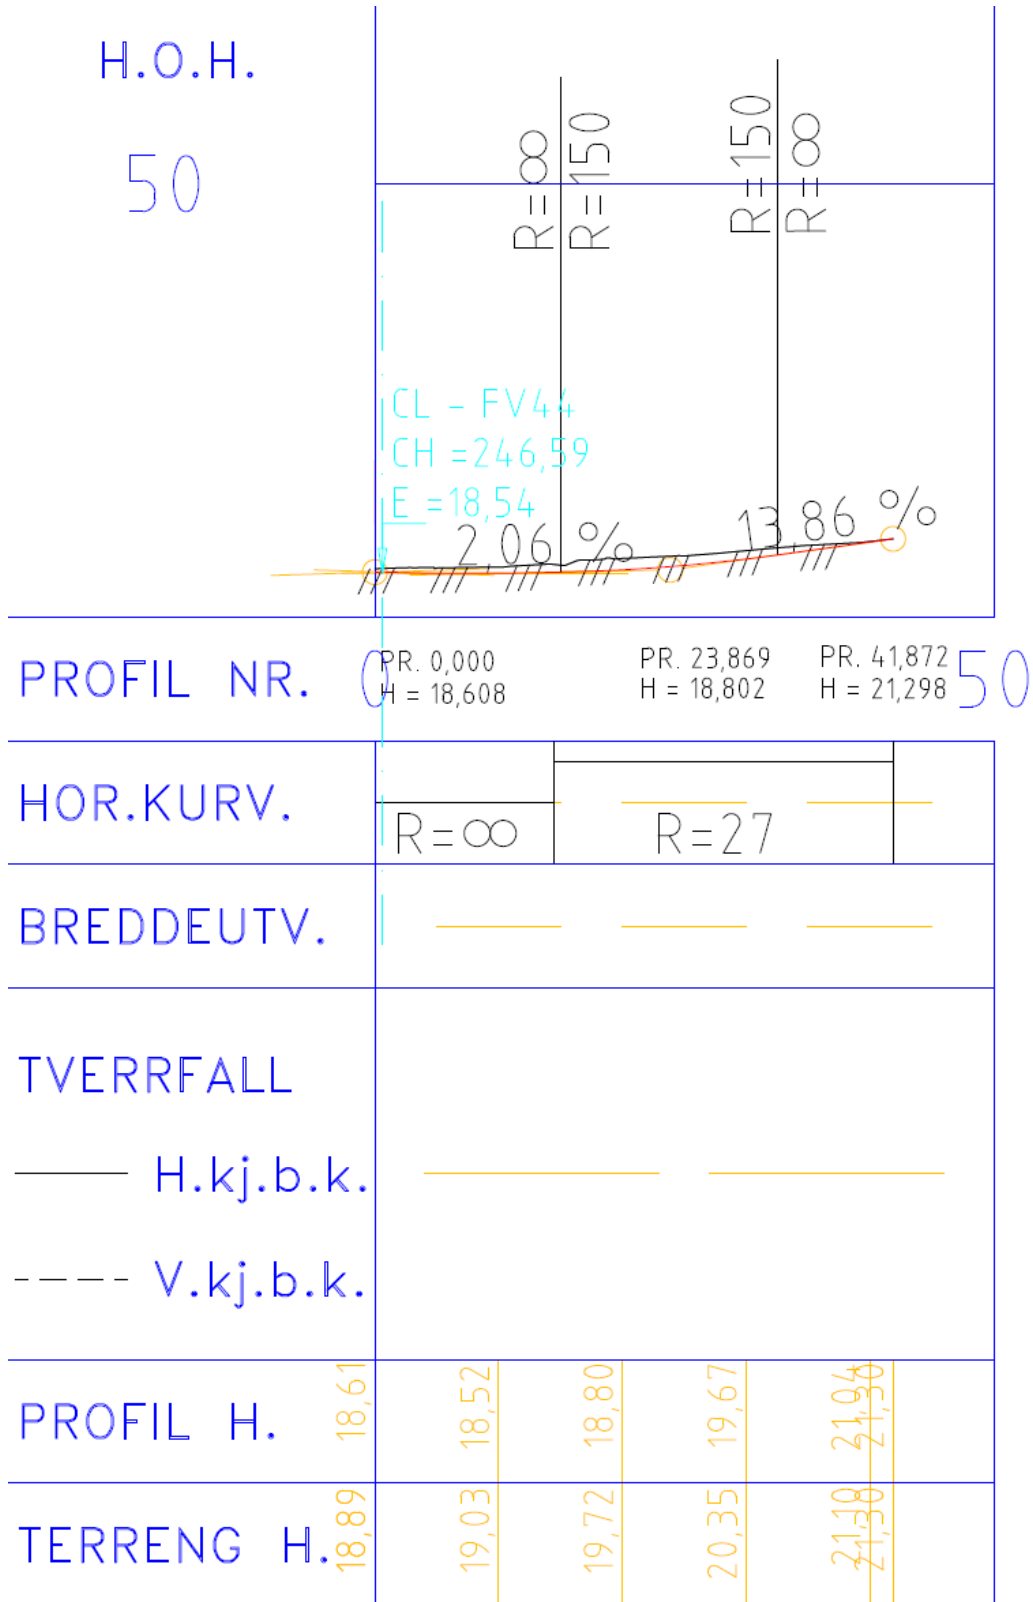 H.O.H.
50
R=∞
R=150
R=150
R=∞
CL - FV44
CH =246,59
E =18,54
2,06 %
13,86 %
PROFIL NR.
0
PR. 0,000
H = 18,608
PR. 23,869
H = 18,802
PR. 41,872
H = 21,298
50
HOR.KURV.
R=∞
R=27
BREDDEUTV.
TVERRFALL
H.kj.b.k.
V.kj.b.k.
PROFIL H.
18,61
18,52
18,80
19,67
21,04
21,30
TERRENG H.
18,89
19,03
19,72
20,35
21,10
21,30